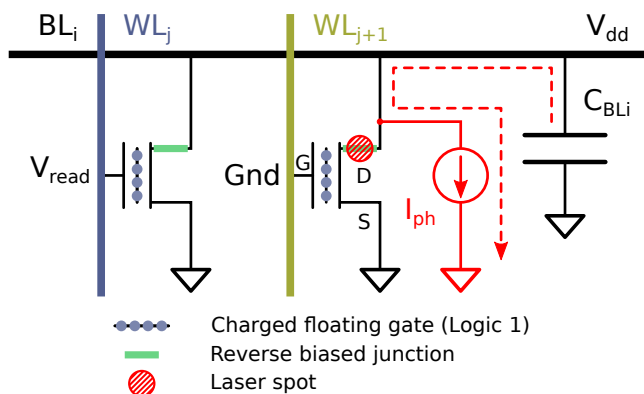 BLi WLj WLj+1 Vdd
CBLi
Vread Gnd G D
S
Iph
Charged floating gate (Logic 1)
Reverse biased junction
Laser spot